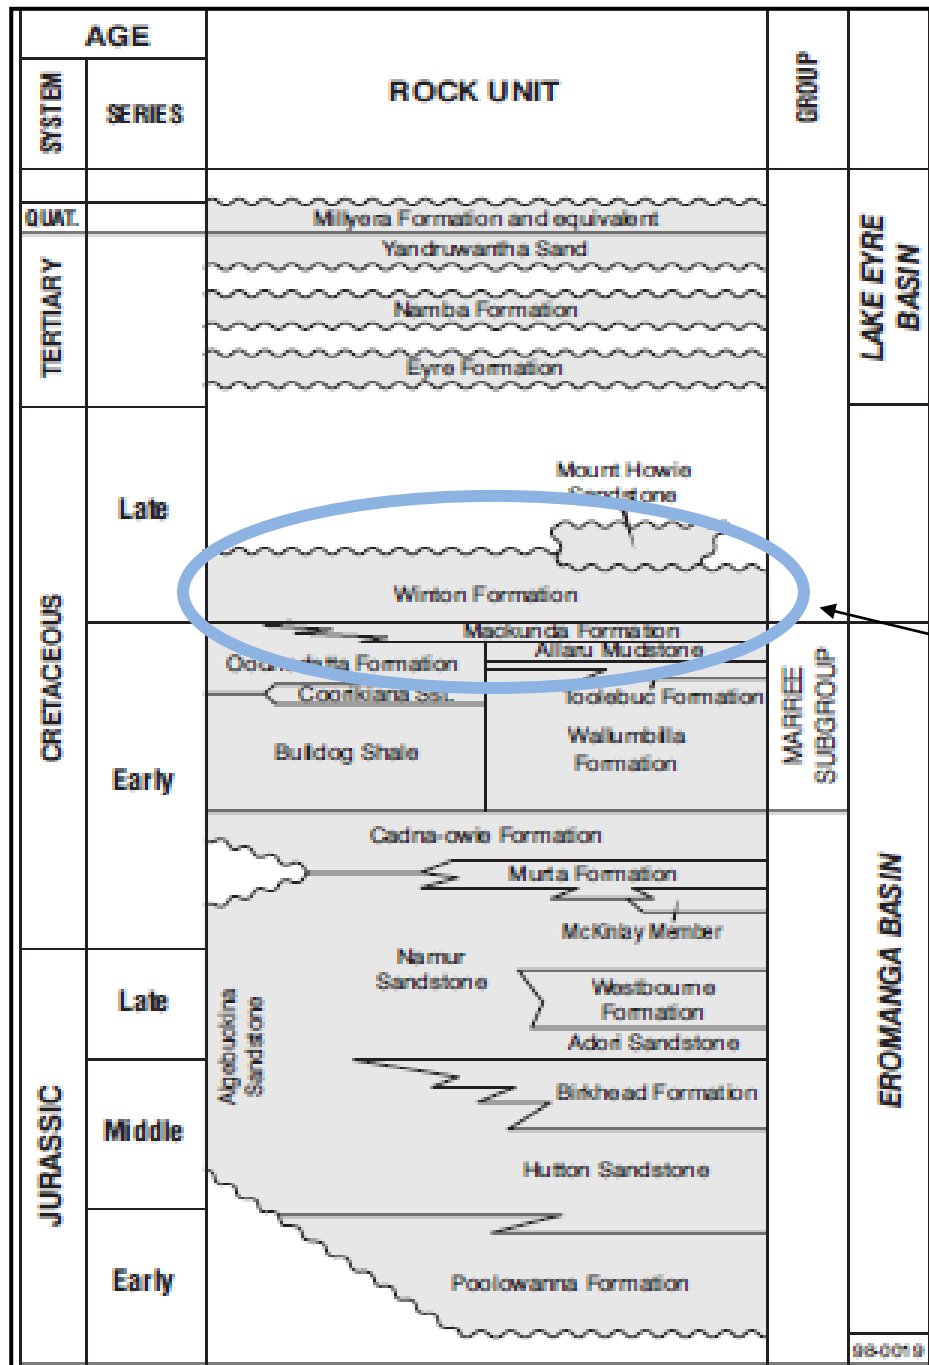 AGE
SYSTEM
SERIES
ROCK UNIT
GROUP
QUAT.
Millyera Formation and equivalent
Yandruwantha Sand
TERTIARY
Namba Formation
Eyre Formation
LAKE EYRE
BASIN
Mount Howie
Sandstone
Late
Winton Formation
CRETACEOUS
Mackunda Formation
Oodnadatta Formation
Allaru Mudstone
Coorikiana Sst.
Toolebuc Formation
MARREE
SUBGROUP
Bulldog Shale
Wallumbilla
Formation
Early
Cadna-owie Formation
Murta Formation
McKinlay Member
EROMANGA BASIN
Namur
Sandstone
Westbourne
Formation
Late
Algebuckina
Sandstone
Adori Sandstone
JURASSIC
Birkhead Formation
Middle
Hutton Sandstone
Early
Poolowanna Formation
98-0019